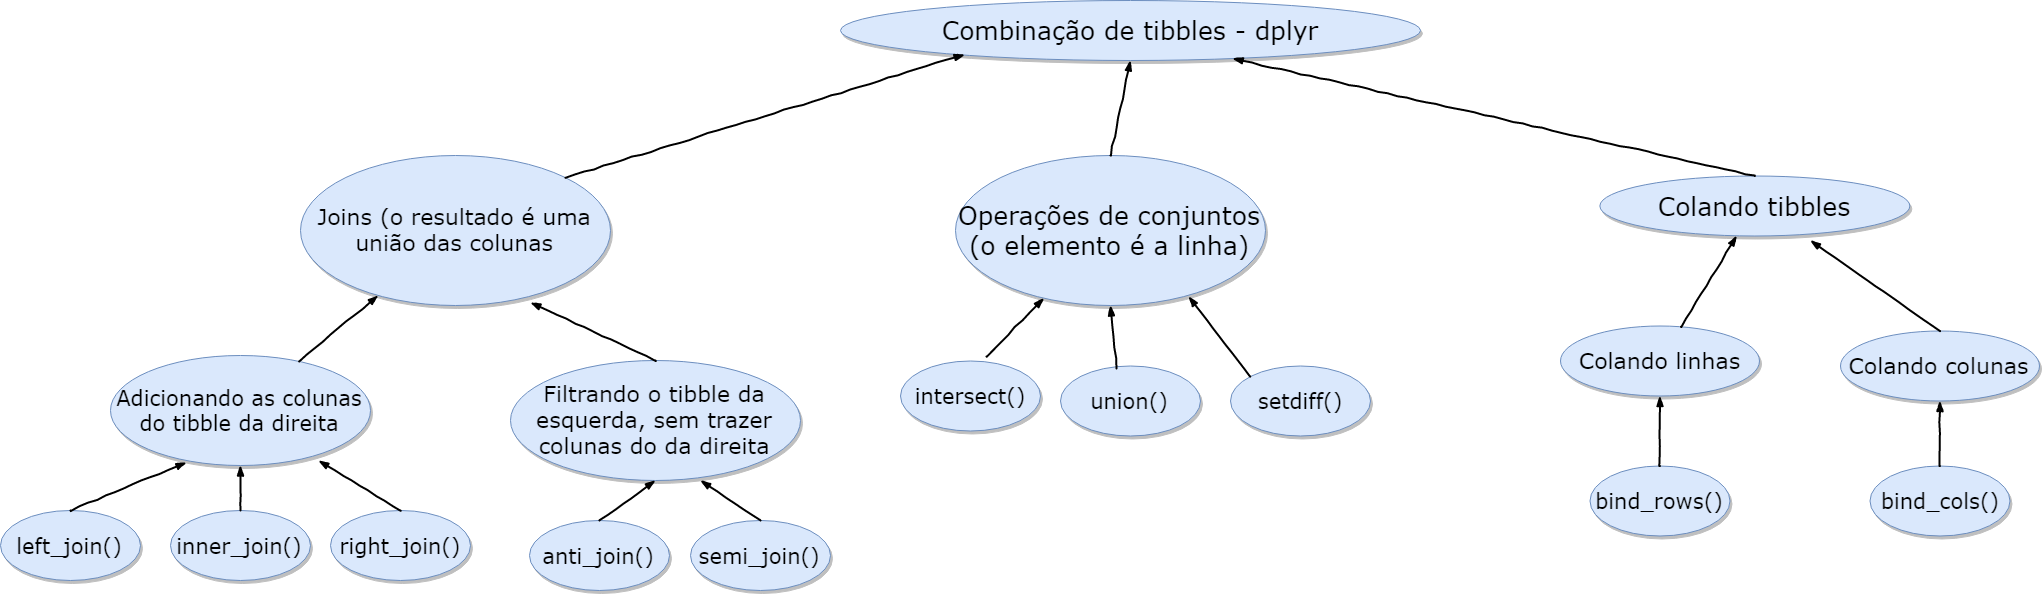 Combinação de tibbles - dplyr
Joins (o resultado é uma
união das colunas
Operações de conjuntos
(o elemento é a linha)
Colando tibbles
Adicionando as colunas
do tibble da direita
Filtrando o tibble da
esquerda, sem trazer
colunas do da direita
intersect()
union()
setdiff()
Colando linhas
Colando colunas
left_join()
inner_join()
right_join()
anti_join()
semi_join()
bind_rows()
bind_cols()